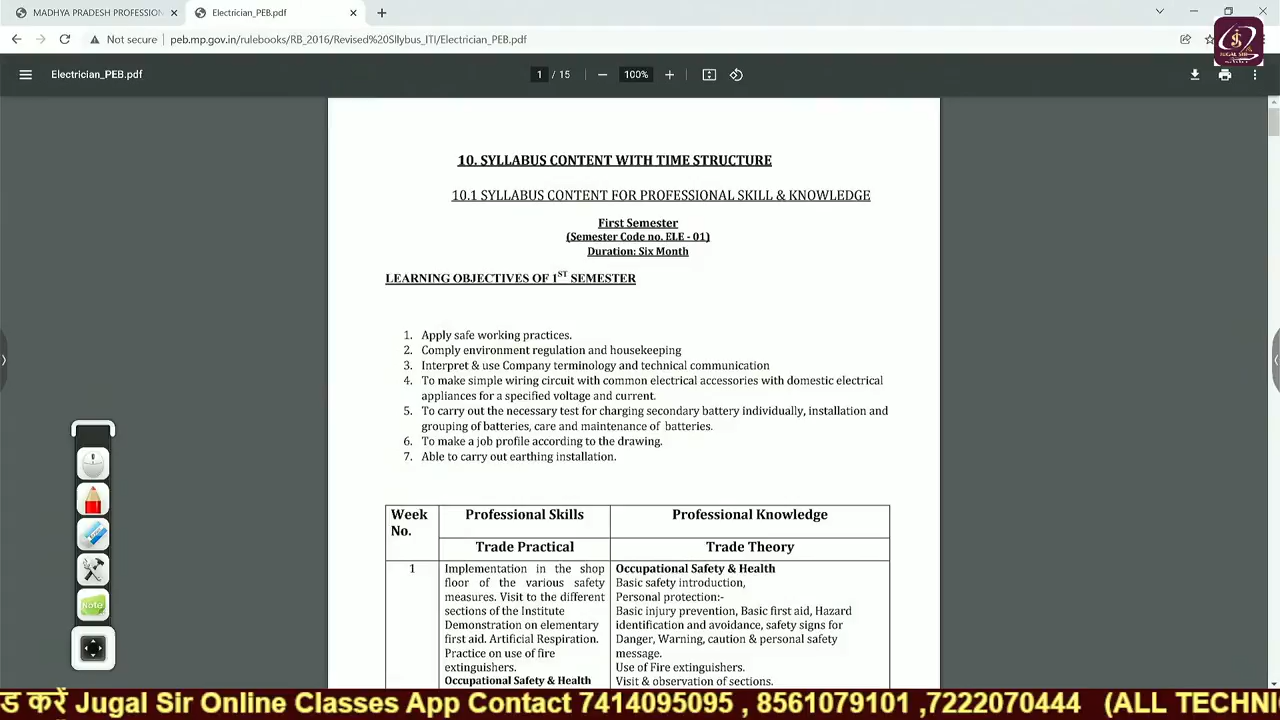 MADHYA PRADESH PROFESSION
Electrician_PEB.pdf
Not secure
peb.mp.gov.in/rulebooks/RB_2016/Revised%20Sllybus_ITI/Electrician_PEB.pdf
JUGAL SIR
Electrician_PEB.pdf
1 / 15
100%
10. SYLLABUS CONTENT WITH TIME STRUCTURE
10.1 SYLLABUS CONTENT FOR PROFESSIONAL SKILL & KNOWLEDGE
First Semester
(Semester Code no. ELE - 01)
Duration: Six Month
LEARNING OBJECTIVES OF 1ST SEMESTER
1. Apply safe working practices.
2. Comply environment regulation and housekeeping
3. Interpret & use Company terminology and technical communication
4. To make simple wiring circuit with common electrical accessories with domestic electrical
appliances for a specified voltage and current.
5. To carry out the necessary test for charging secondary battery individually, installation and
grouping of batteries, care and maintenance of batteries.
6. To make a job profile according to the drawing.
7. Able to carry out earthing installation.
Week
No.
Professional Skills
Professional Knowledge
Trade Practical
Trade Theory
1
Implementation in the shop
floor of the various safety
measures. Visit to the different
sections of the Institute
Demonstration on elementary
first aid. Artificial Respiration.
Practice on use of fire
extinguishers.
Occupational Safety & Health
Occupational Safety & Health
Basic safety introduction,
Personal protection:-
Basic injury prevention, Basic first aid, Hazard
identification and avoidance, safety signs for
Danger, Warning, caution & personal safety
message.
Use of Fire extinguishers.
Visit & observation of sections.
Note
ड करें Jugal Sir Online Classes App Contact 7414095095 , 8561079101 ,7222070444 (ALL TECHNI